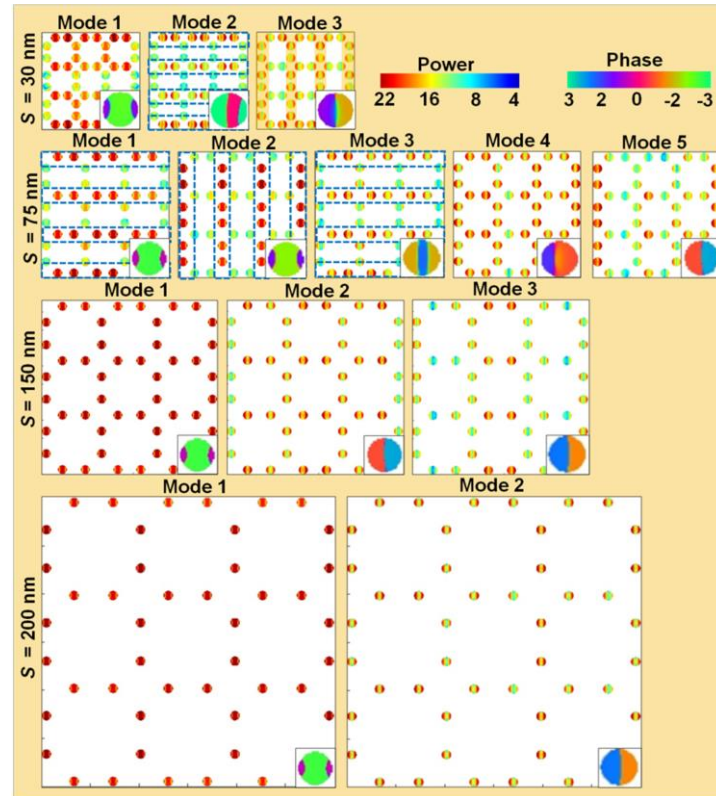 Mode 1 Mode 2 Mode 3
S = 30 nm
Power
22 16 8 4
Phase
3 2 0 -2 -3
Mode 1 Mode 2 Mode 3 Mode 4 Mode 5
S = 75 nm
Mode 1 Mode 2 Mode 3
S = 150 nm
Mode 1 Mode 2
S = 200 nm